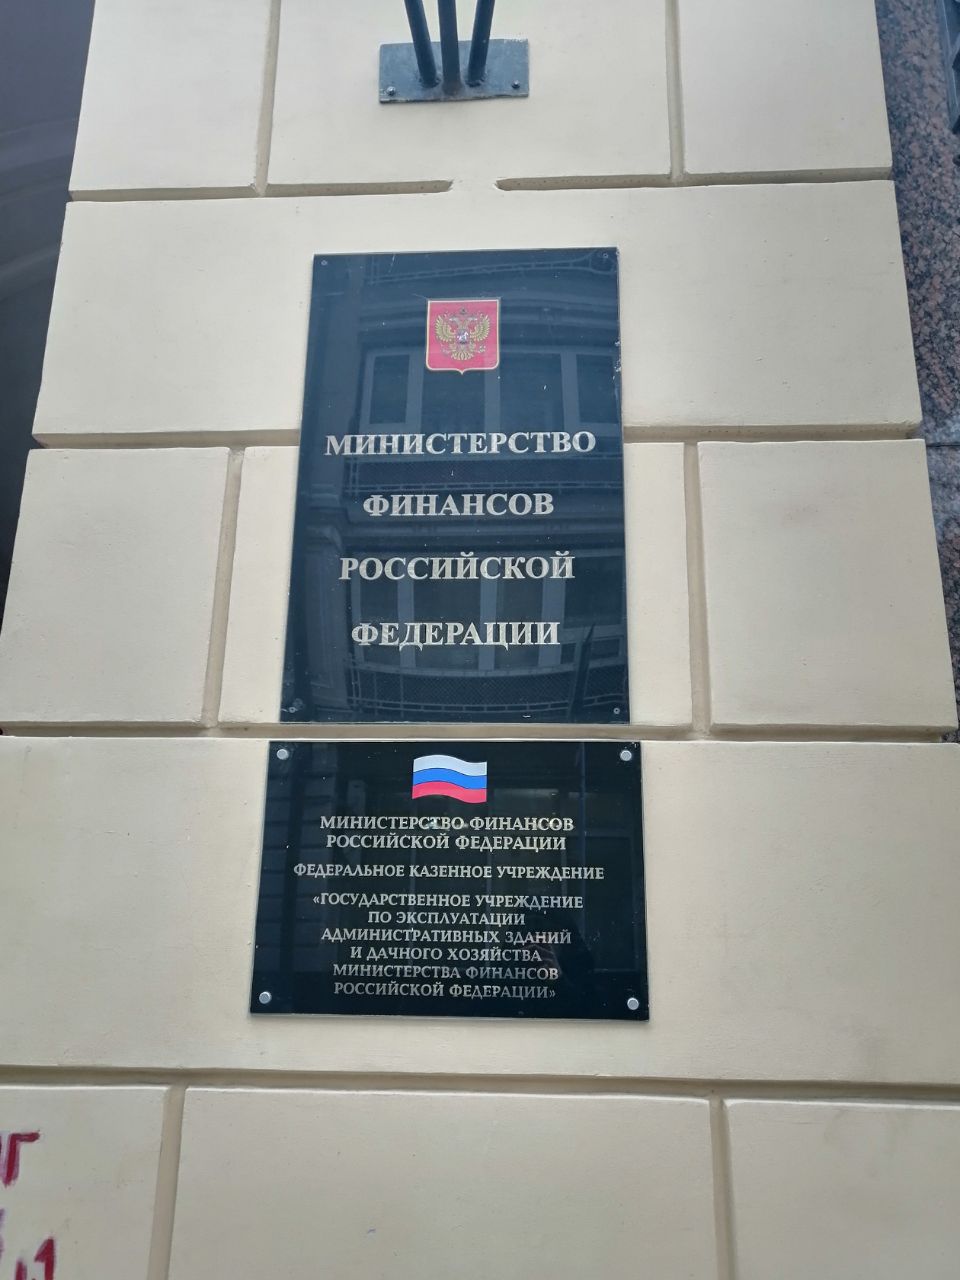 МИНИСТЕРСТВО
ФИНАНСОВ
РОССИЙСКОЙ
ФЕДЕРАЦИИ
МИНИСТЕРСТВО ФИНАНСОВ
РОССИЙСКОЙ ФЕДЕРАЦИИ
ФЕДЕРАЛЬНОЕ КАЗЕННОЕ УЧРЕЖДЕНИЕ
«ГОСУДАРСТВЕННОЕ УЧРЕЖДЕНИЕ
ПО ЭКСПЛУАТАЦИИ
АДМИНИСТРАТИВНЫХ ЗДАНИЙ
И ДАЧНОГО ХОЗЯЙСТВА
МИНИСТЕРСТВА ФИНАНСОВ
РОССИЙСКОЙ ФЕДЕРАЦИИ»